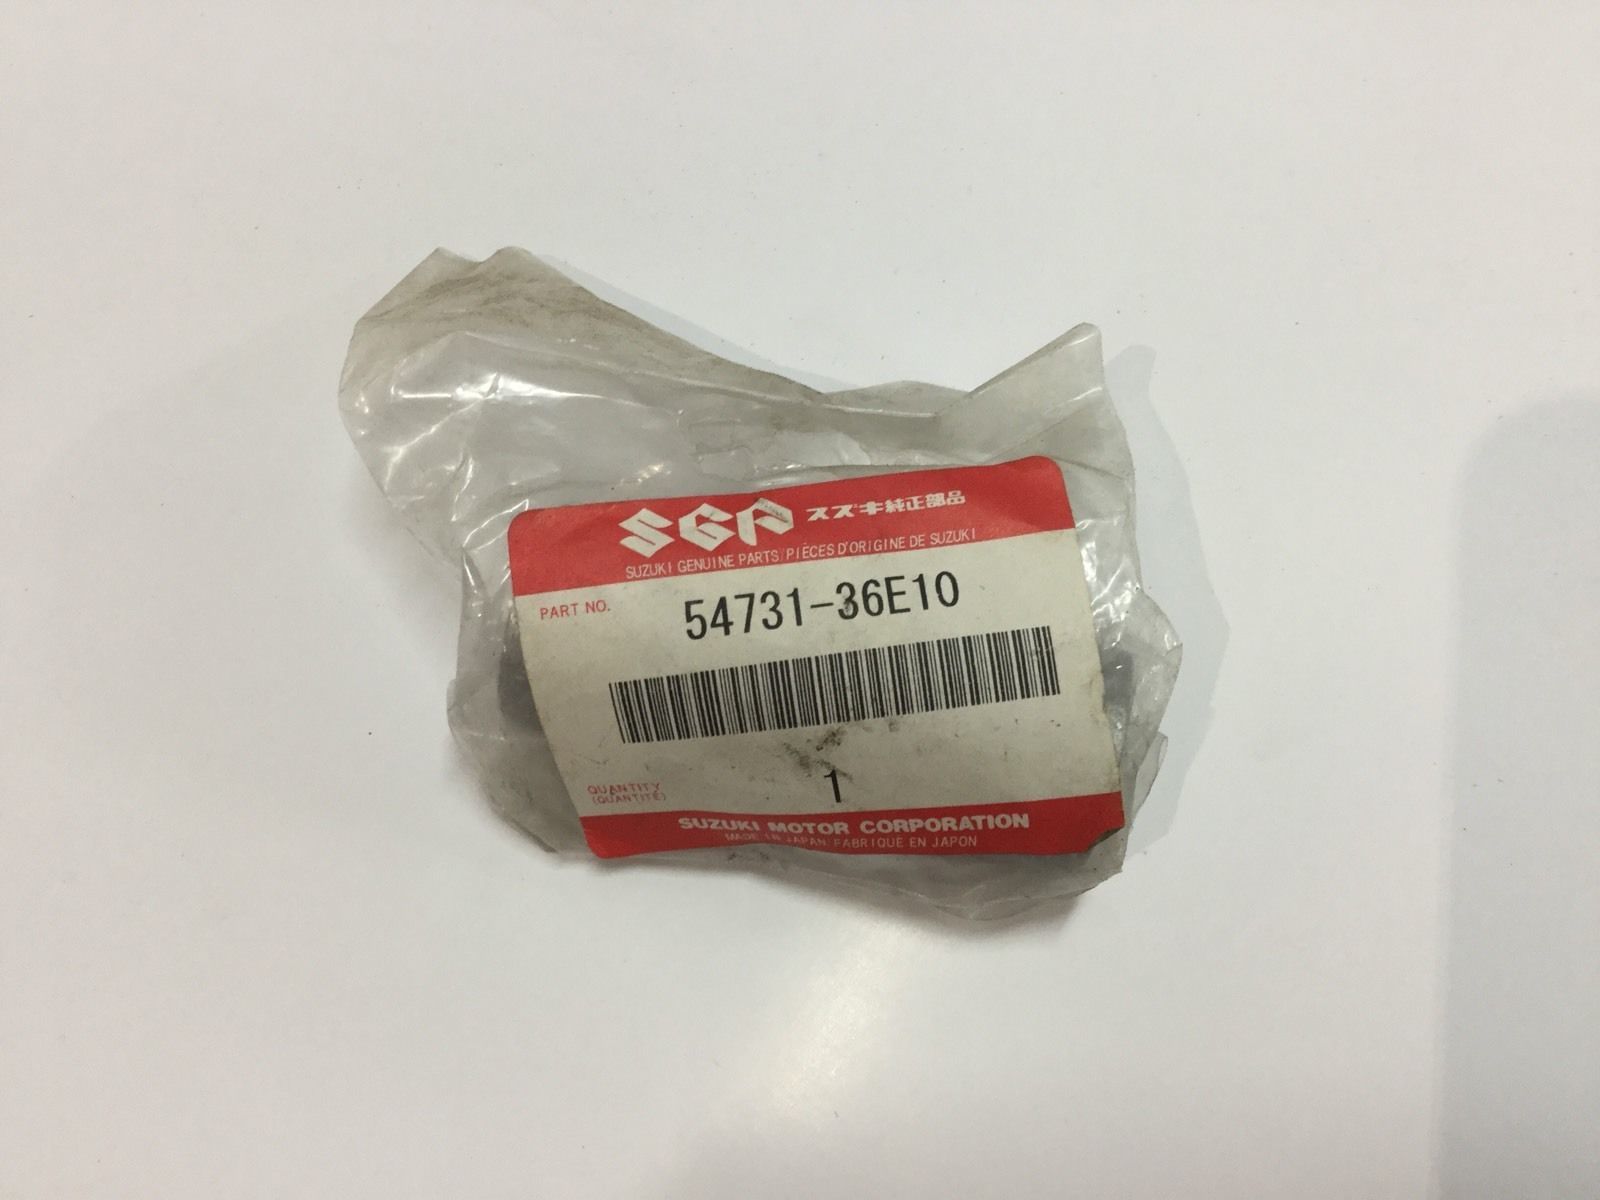 SGP スズキ純正部品
SUZUKI GENUINE PARTS/PIÈCES D'ORIGINE DE SUZUKI
PART NO. 54731-36E10
QUANTITY 1
(QUANTITÉ)
SUZUKI MOTOR CORPORATION
MADE IN JAPAN/FABRIQUÉ EN JAPON